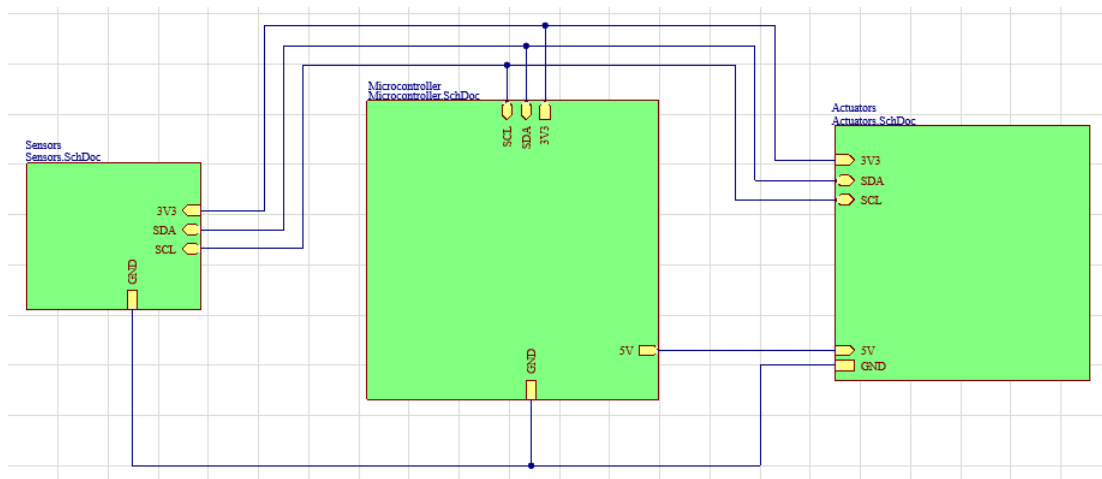 Microcontroller
Microcontroller.SchDoc
SCL
SDA
3V3
GND
5V
Actuators
Actuators.SchDoc
3V3
SDA
SCL
5V
GND
Sensors
Sensors.SchDoc
3V3
SDA
SCL
GND